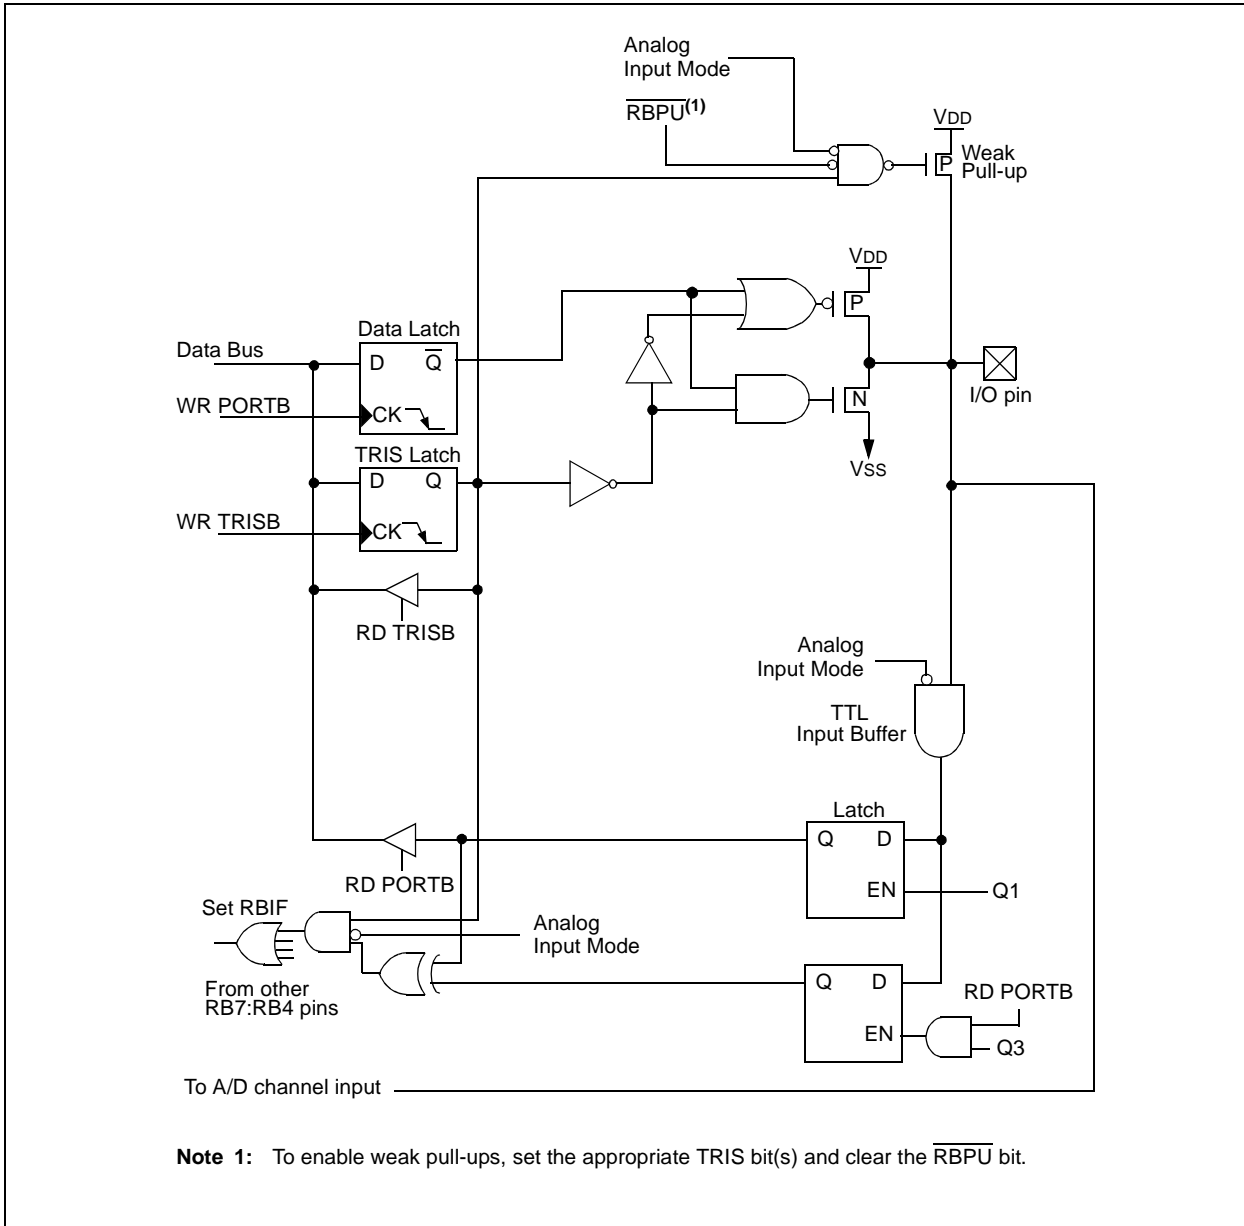 Analog
Input Mode
RBPU(1)
VDD
P
Weak
Pull-up
VDD
P
Data Latch
Data Bus
D
Q
WR PORTB
CK
N
I/O pin
VSS
TRIS Latch
D
Q
WR TRISB
CK
RD TRISB
Analog
Input Mode
TTL
Input Buffer
Latch
Q
D
EN
Q1
RD PORTB
Set RBIF
Analog
Input Mode
From other
RB7:RB4 pins
Q
D
RD PORTB
EN
Q3
To A/D channel input
Note 1: To enable weak pull-ups, set the appropriate TRIS bit(s) and clear the RBPU bit.